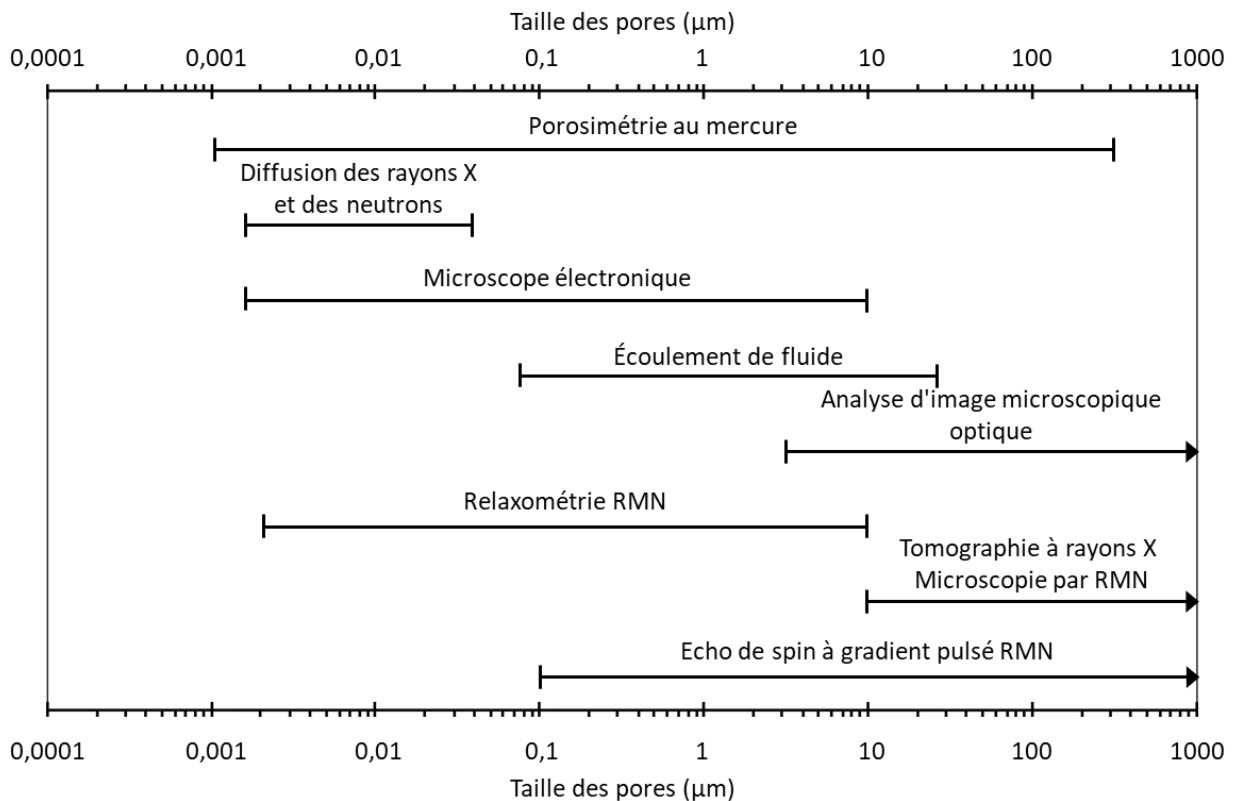 Taille des pores (µm)
0,0001 0,001 0,01 0,1 1 10 100 1000
Porosimétrie au mercure
Diffusion des rayons X
et des neutrons
Microscope électronique
Écoulement de fluide
Analyse d'image microscopique
optique
Relaxométrie RMN
Tomographie à rayons X
Microscopie par RMN
Echo de spin à gradient pulsé RMN
0,0001 0,001 0,01 0,1 1 10 100 1000
Taille des pores (µm)